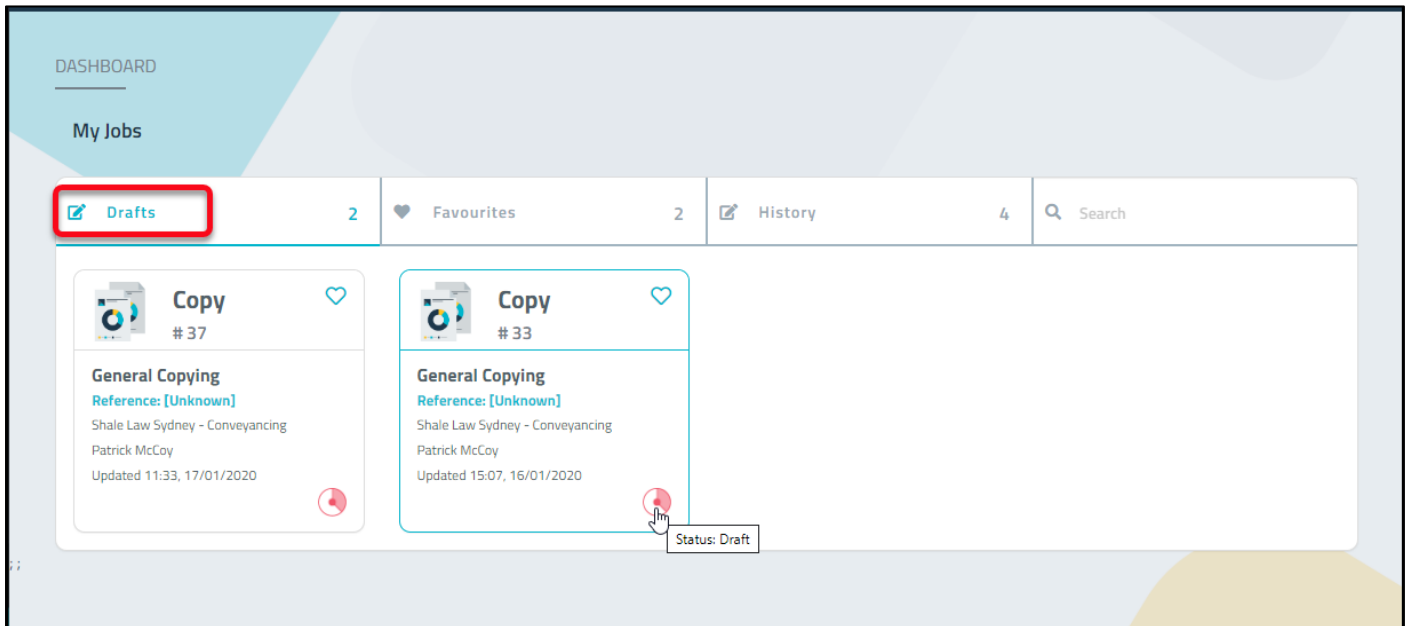 DASHBOARD
My Jobs
Drafts 2 Favourites 2 History 4 Search
Copy
# 37
General Copying
Reference: [Unknown]
Shale Law Sydney - Conveyancing
Patrick McCoy
Updated 11:33, 17/01/2020
Copy
# 33
General Copying
Reference: [Unknown]
Shale Law Sydney - Conveyancing
Patrick McCoy
Updated 15:07, 16/01/2020
Status: Draft
;;